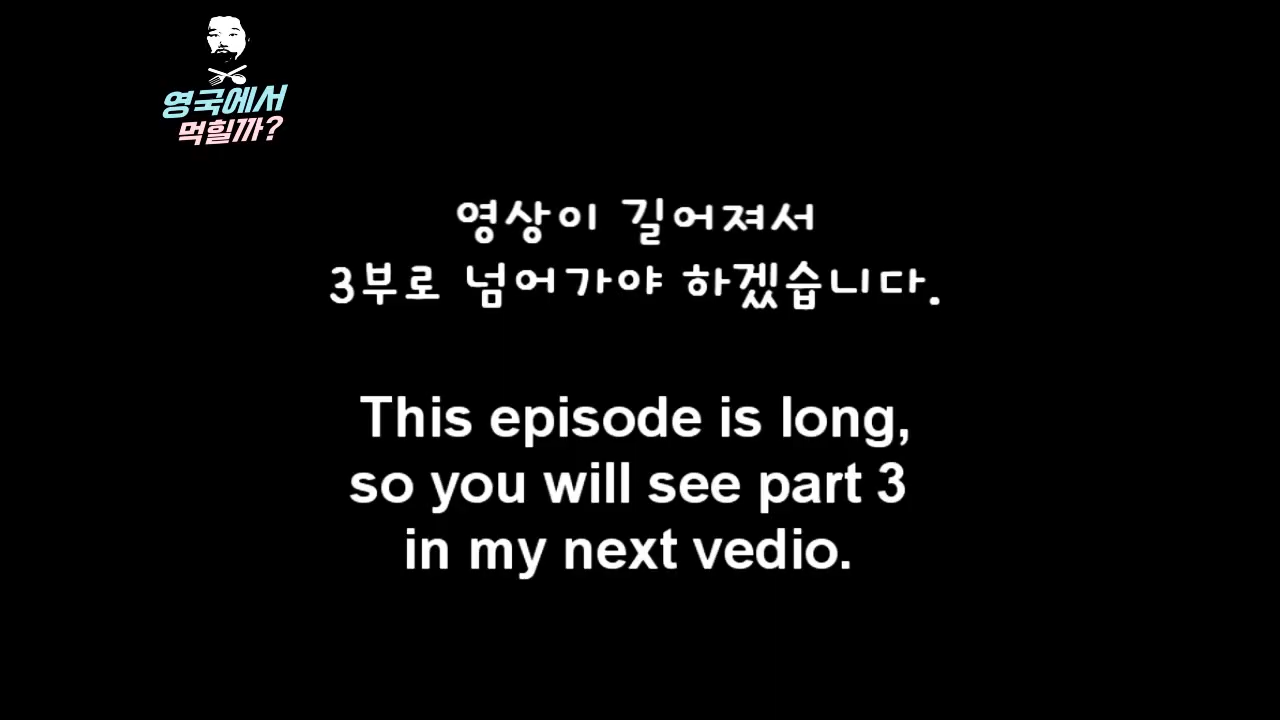 영국에서
먹힐까?
영상이 길어져서
3부로 넘어가야 하겠습니다.
This episode is long,
so you will see part 3
in my next vedio.